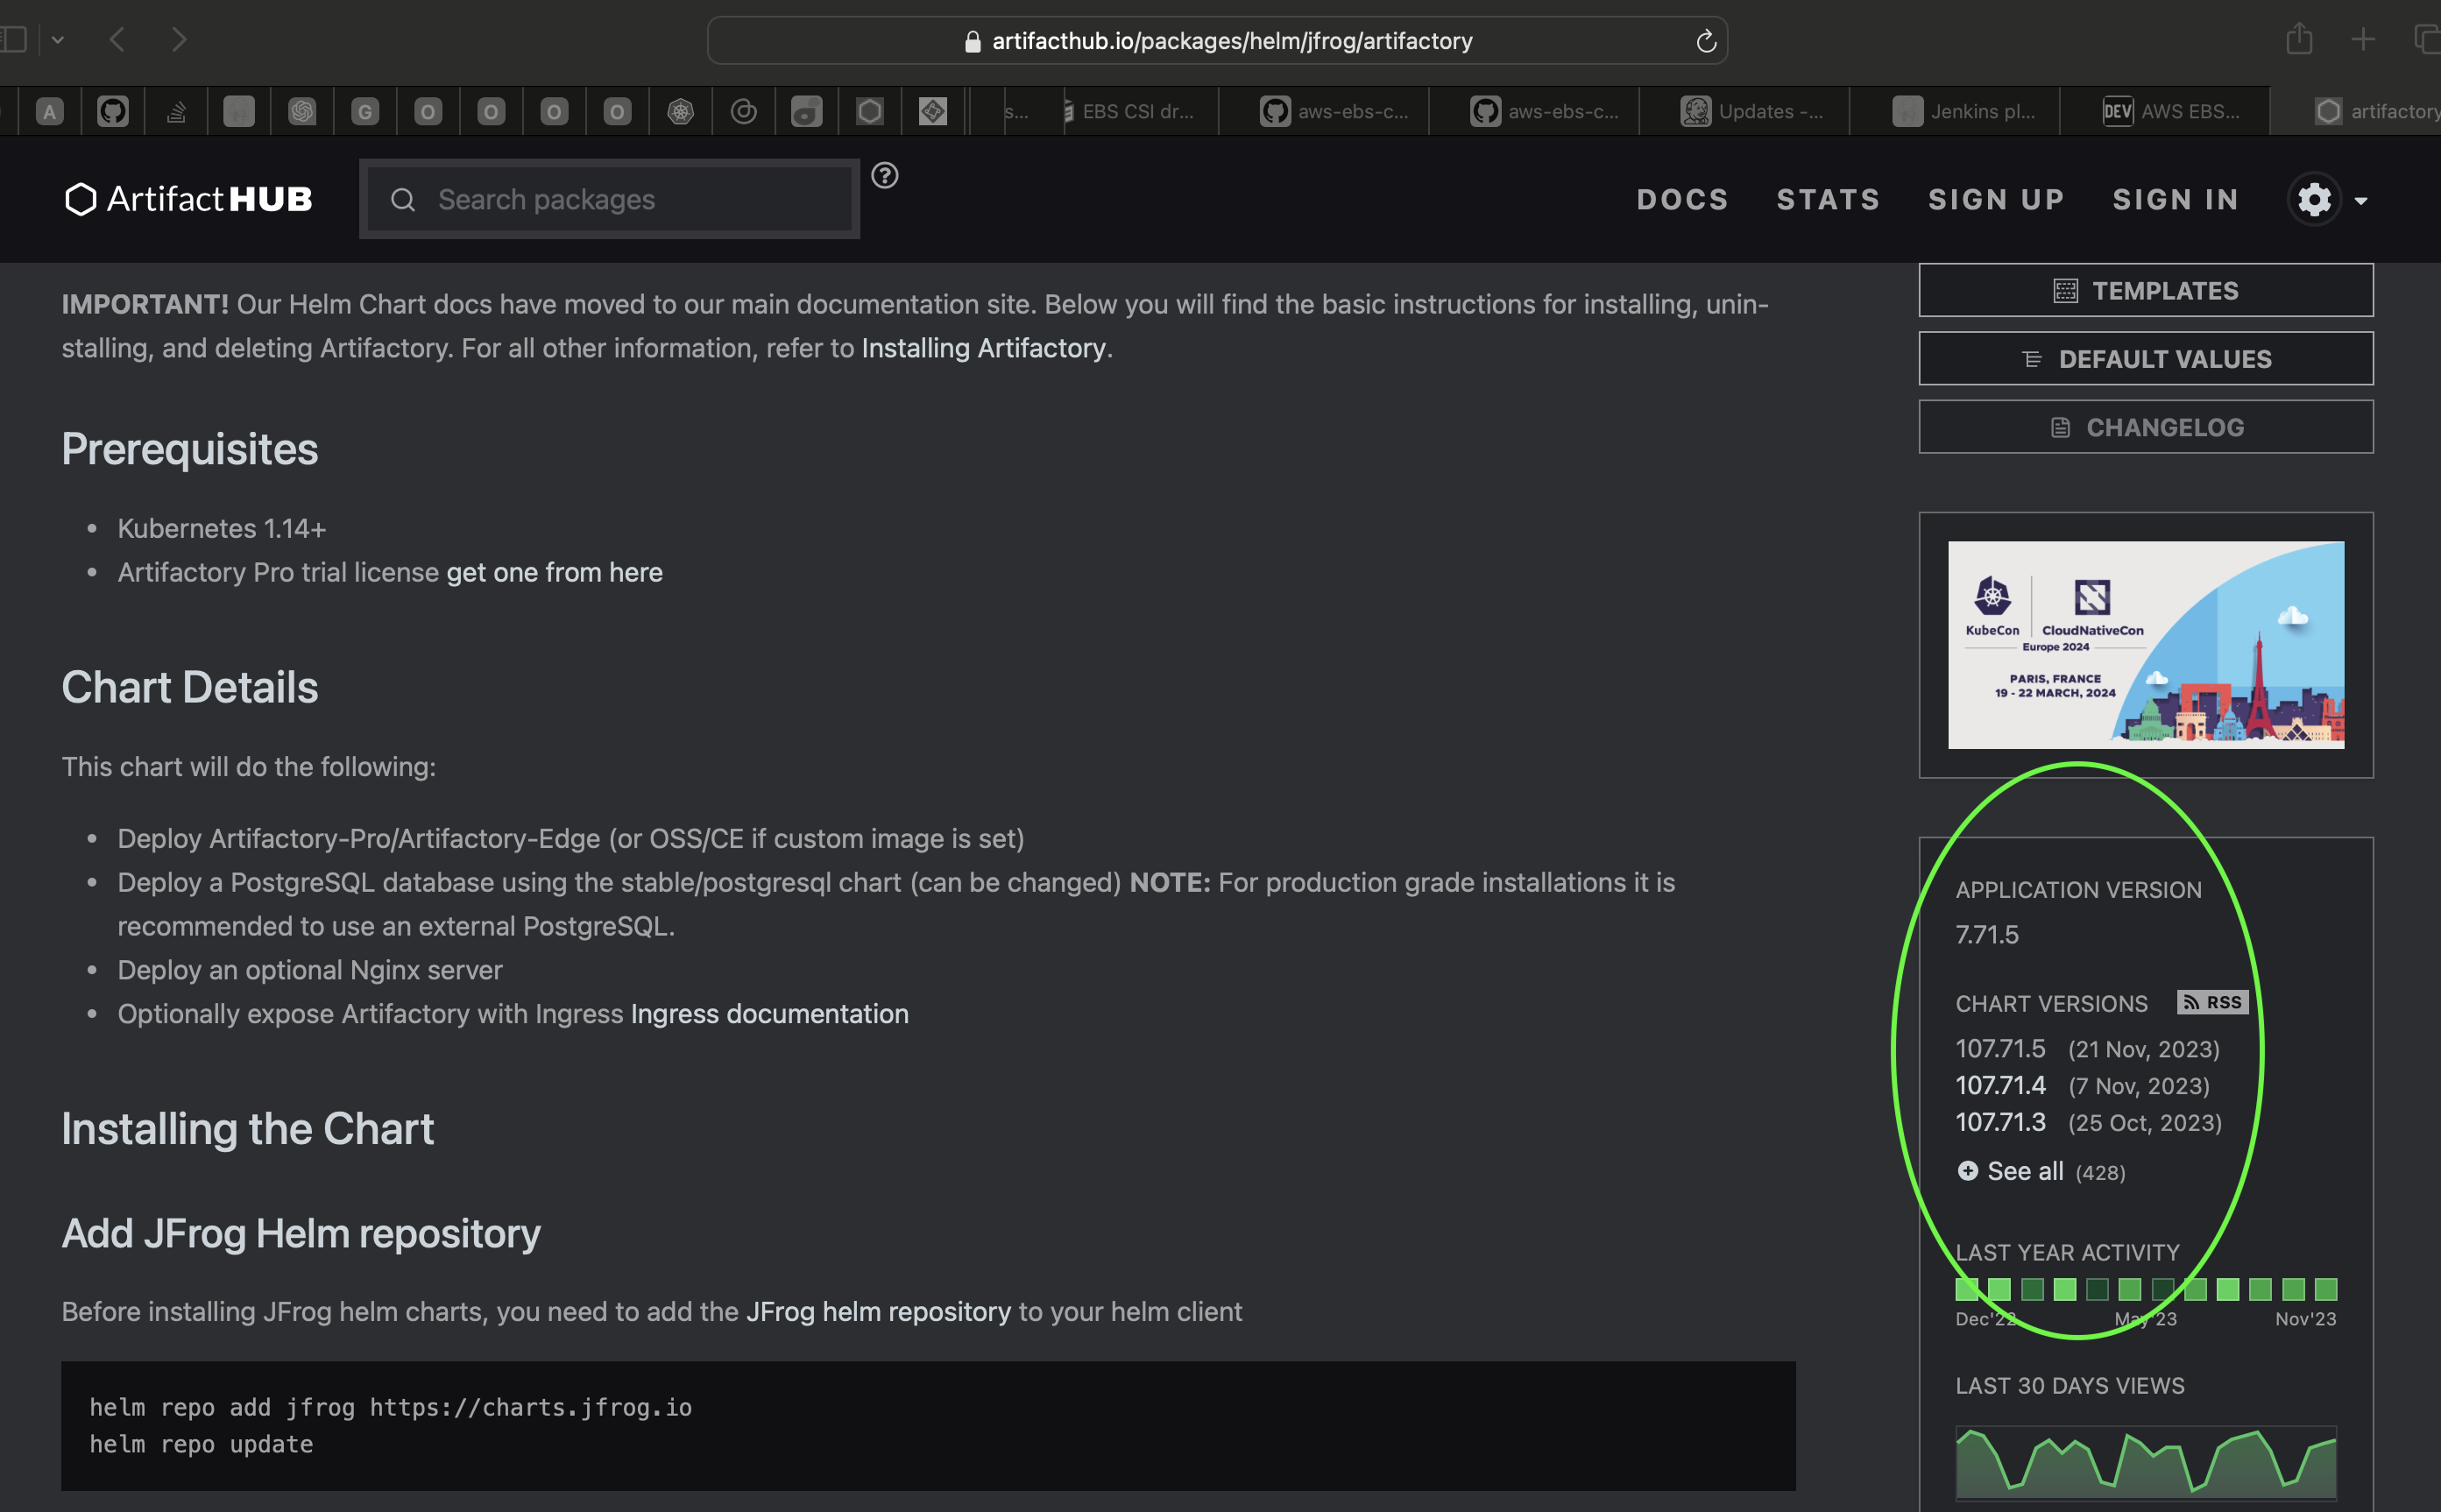 artifacthub.io/packages/helm/jfrog/artifactory
A
G
O
O
O
O
s...
EBS CSI dr...
aws-ebs-c...
aws-ebs-c...
Updates -...
Jenkins pl...
DEV AWS EBS...
artifactory
Artifact HUB
Search packages
?
DOCS
STATS
SIGN UP
SIGN IN
IMPORTANT! Our Helm Chart docs have moved to our main documentation site. Below you will find the basic instructions for installing, unin-
stalling, and deleting Artifactory. For all other information, refer to Installing Artifactory.
Prerequisites
• Kubernetes 1.14+
• Artifactory Pro trial license get one from here
Chart Details
This chart will do the following:
• Deploy Artifactory-Pro/Artifactory-Edge (or OSS/CE if custom image is set)
• Deploy a PostgreSQL database using the stable/postgresql chart (can be changed) NOTE: For production grade installations it is
recommended to use an external PostgreSQL.
• Deploy an optional Nginx server
• Optionally expose Artifactory with Ingress Ingress documentation
Installing the Chart
Add JFrog Helm repository
Before installing JFrog helm charts, you need to add the JFrog helm repository to your helm client
helm repo add jfrog https://charts.jfrog.io
helm repo update
TEMPLATES
DEFAULT VALUES
CHANGELOG
KubeCon
CloudNativeCon
Europe 2024
PARIS, FRANCE
19 - 22 MARCH, 2024
APPLICATION VERSION
7.71.5
CHART VERSIONS RSS
107.71.5 (21 Nov, 2023)
107.71.4 (7 Nov, 2023)
107.71.3 (25 Oct, 2023)
See all (428)
LAST YEAR ACTIVITY
Dec'22 May'23 Nov'23
LAST 30 DAYS VIEWS